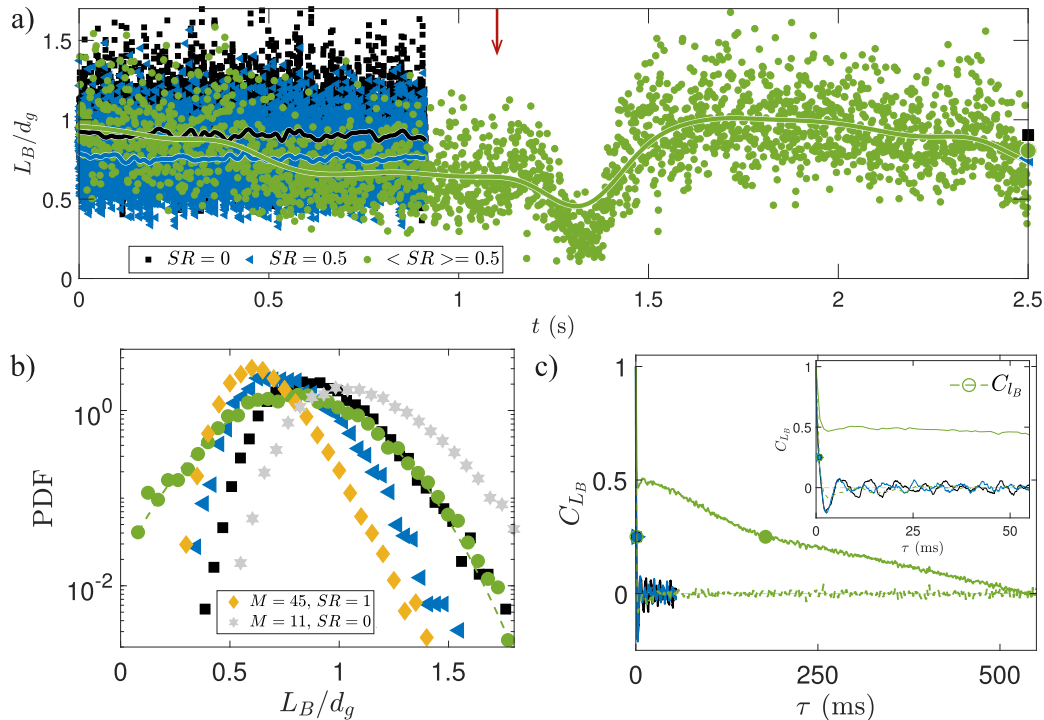 a)
1.5
1
0.5
0
L_B/d_g
SR = 0 SR = 0.5 < SR >= 0.5
0 0.5 1 1.5 2 2.5
t (s)
b)
10^0
10^-2
PDF
M = 45, SR = 1
M = 11, SR = 0
0 0.5 1 1.5
L_B/d_g
c)
1
0.5
0
C_{L_B}
1
0.5
0
C_{L_B}
C_{l_B}
0 25 50
τ (ms)
0 250 500
τ (ms)